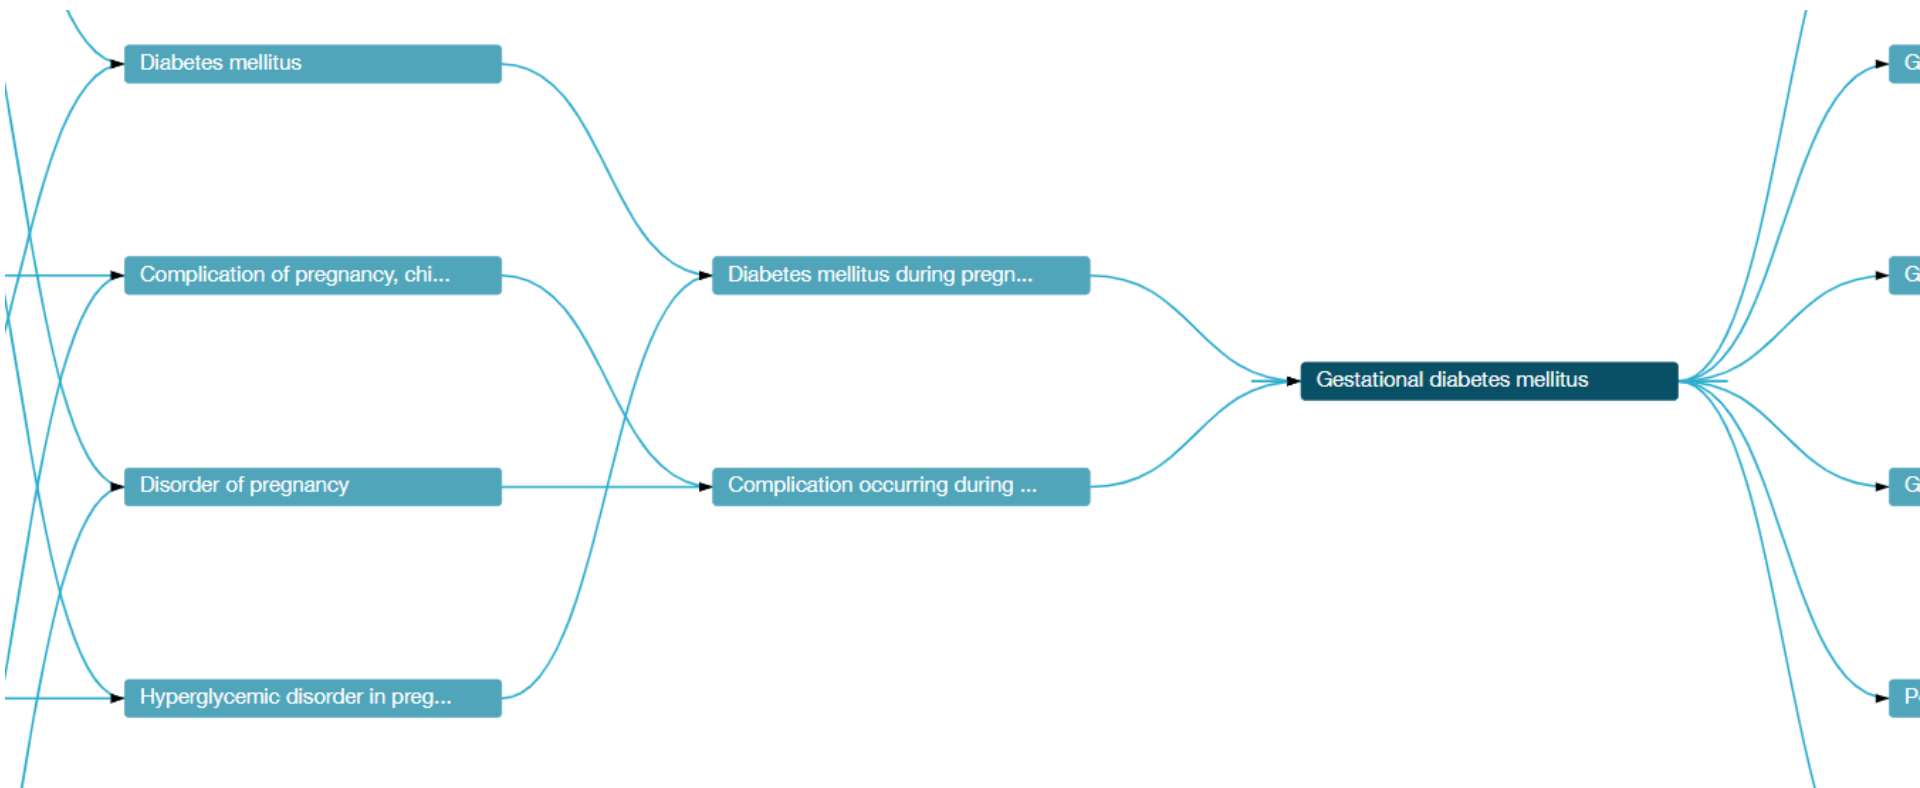 Diabetes mellitus
Complication of pregnancy, chi...
Disorder of pregnancy
Hyperglycemic disorder in preg...
Diabetes mellitus during pregn...
Complication occurring during ...
Gestational diabetes mellitus
G
G
G